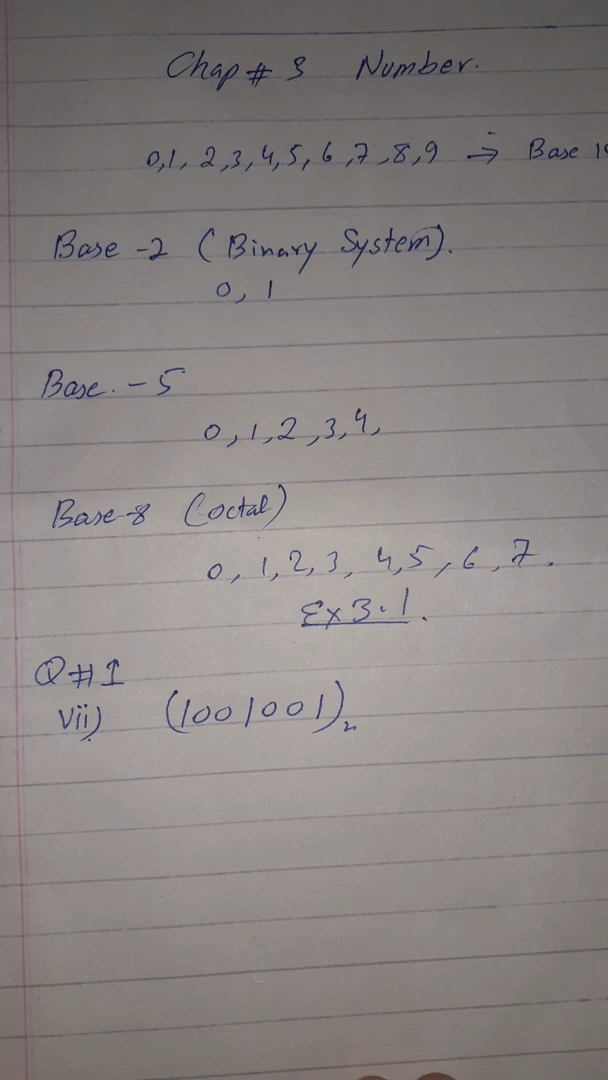 Chap # 3 Number.
0,1, 2,3,4,5,6,7,8,9 ⇒ Base 10
Base -2 (Binary System).
0, 1
Base. - 5
0,1,2,3,4,
Base-8 (octal)
0, 1,2,3, 4,5, 6,7.
Ex 3.1.
Q#1
vii) (1001001)₂